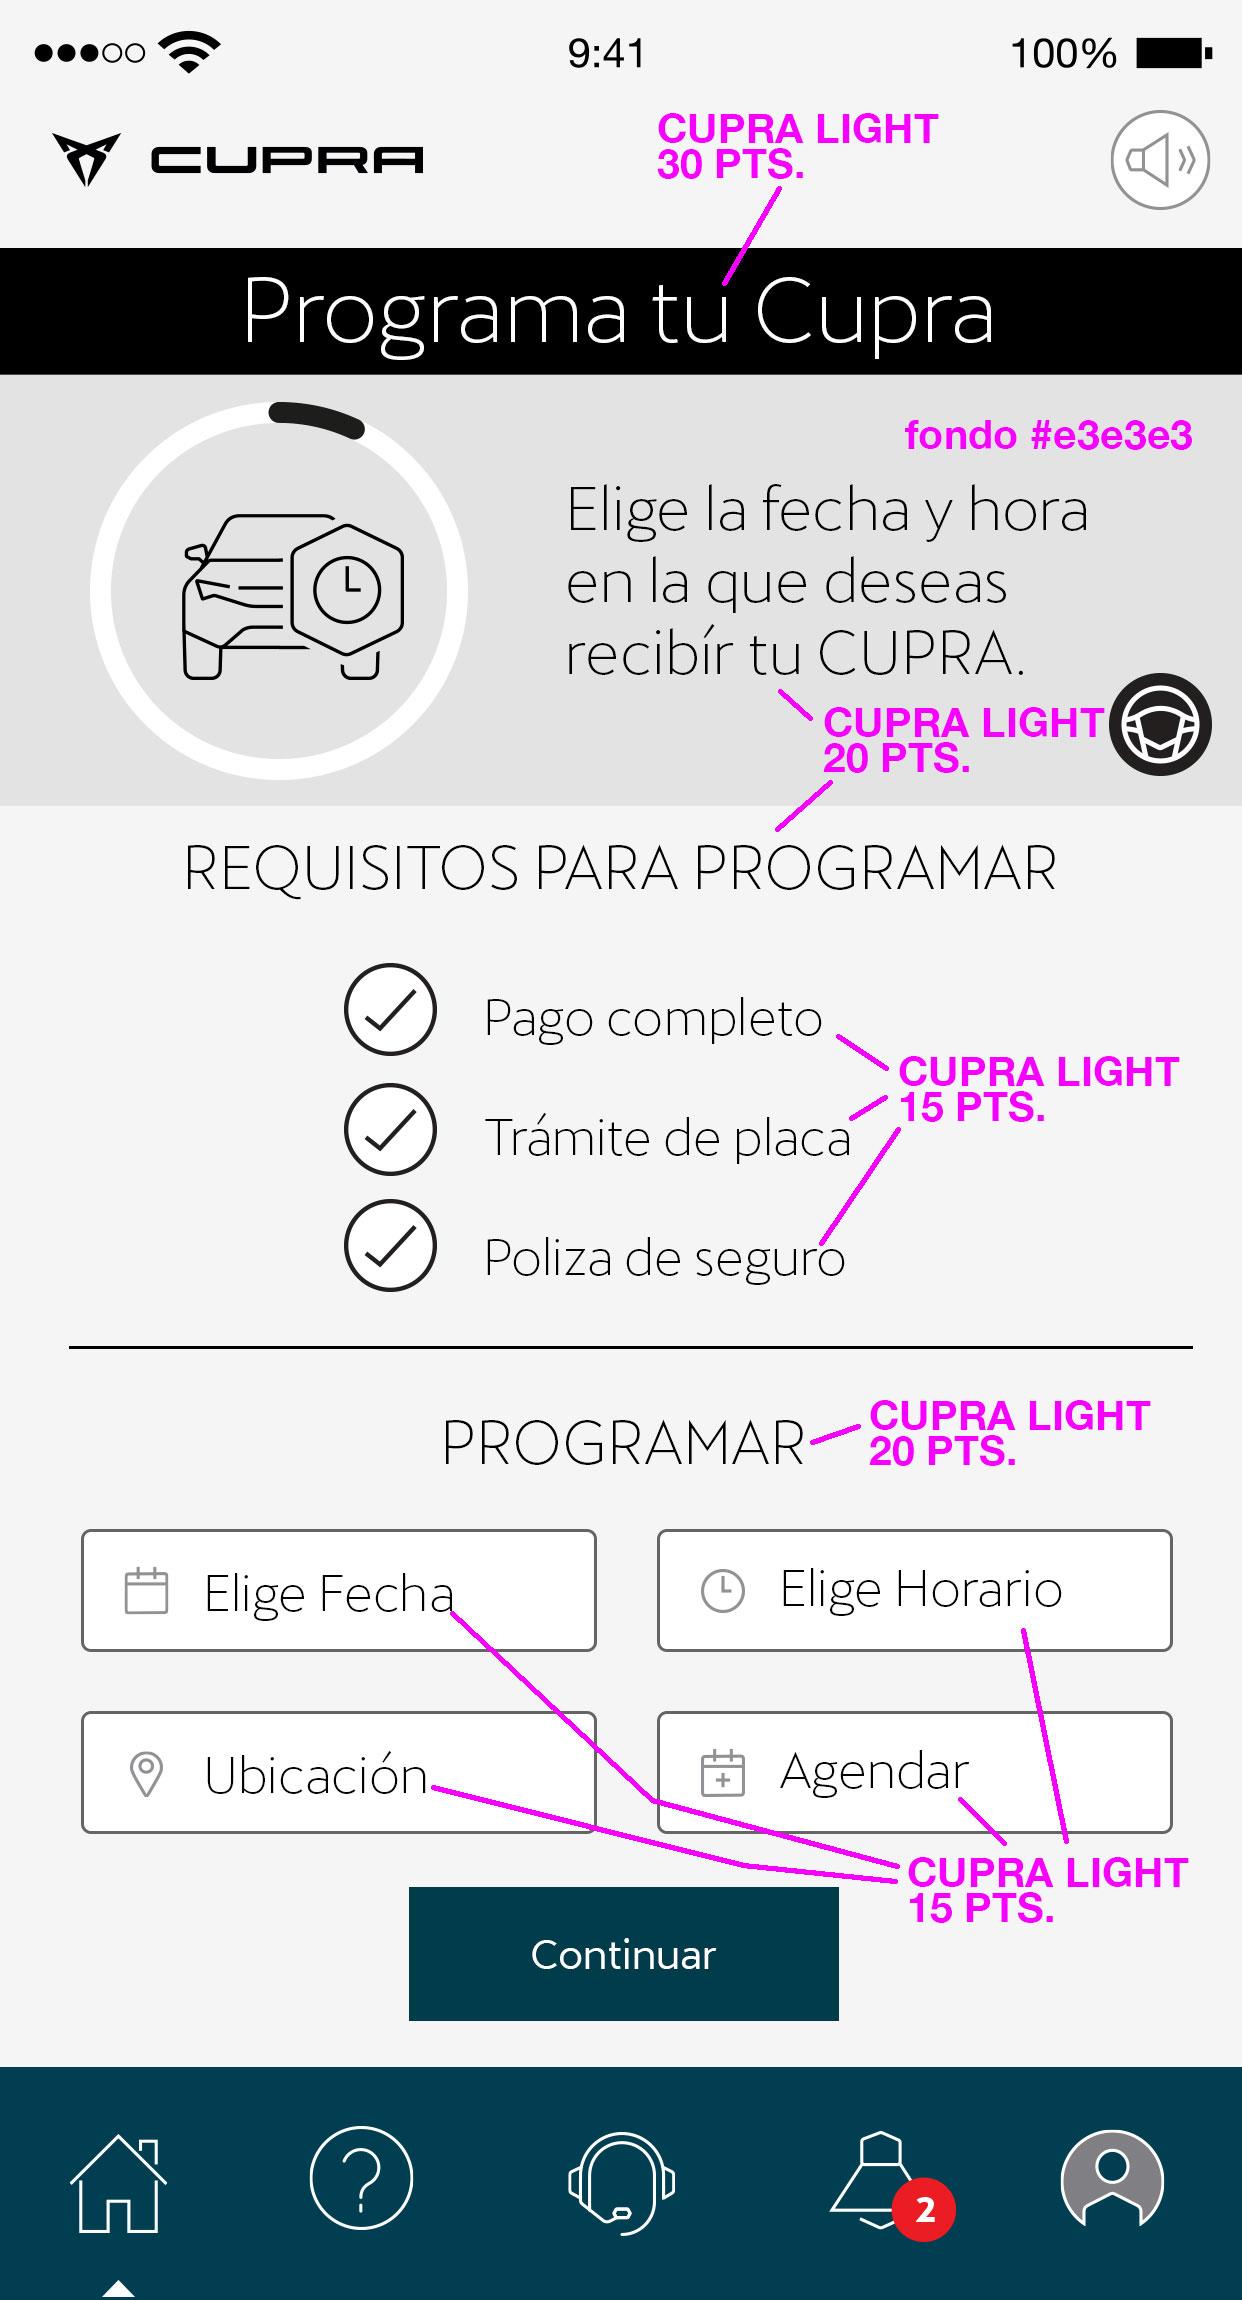 9:41
100%
CUPRA
CUPRA LIGHT
30 PTS.
Programa tu Cupra
fondo #e3e3e3
Elige la fecha y hora
en la que deseas
recibír tu CUPRA.
CUPRA LIGHT
20 PTS.
REQUISITOS PARA PROGRAMAR
Pago completo
CUPRA LIGHT
15 PTS.
Trámite de placa
Poliza de seguro
PROGRAMAR
CUPRA LIGHT
20 PTS.
Elige Fecha
Elige Horario
Ubicación
Agendar
CUPRA LIGHT
15 PTS.
Continuar
?
2